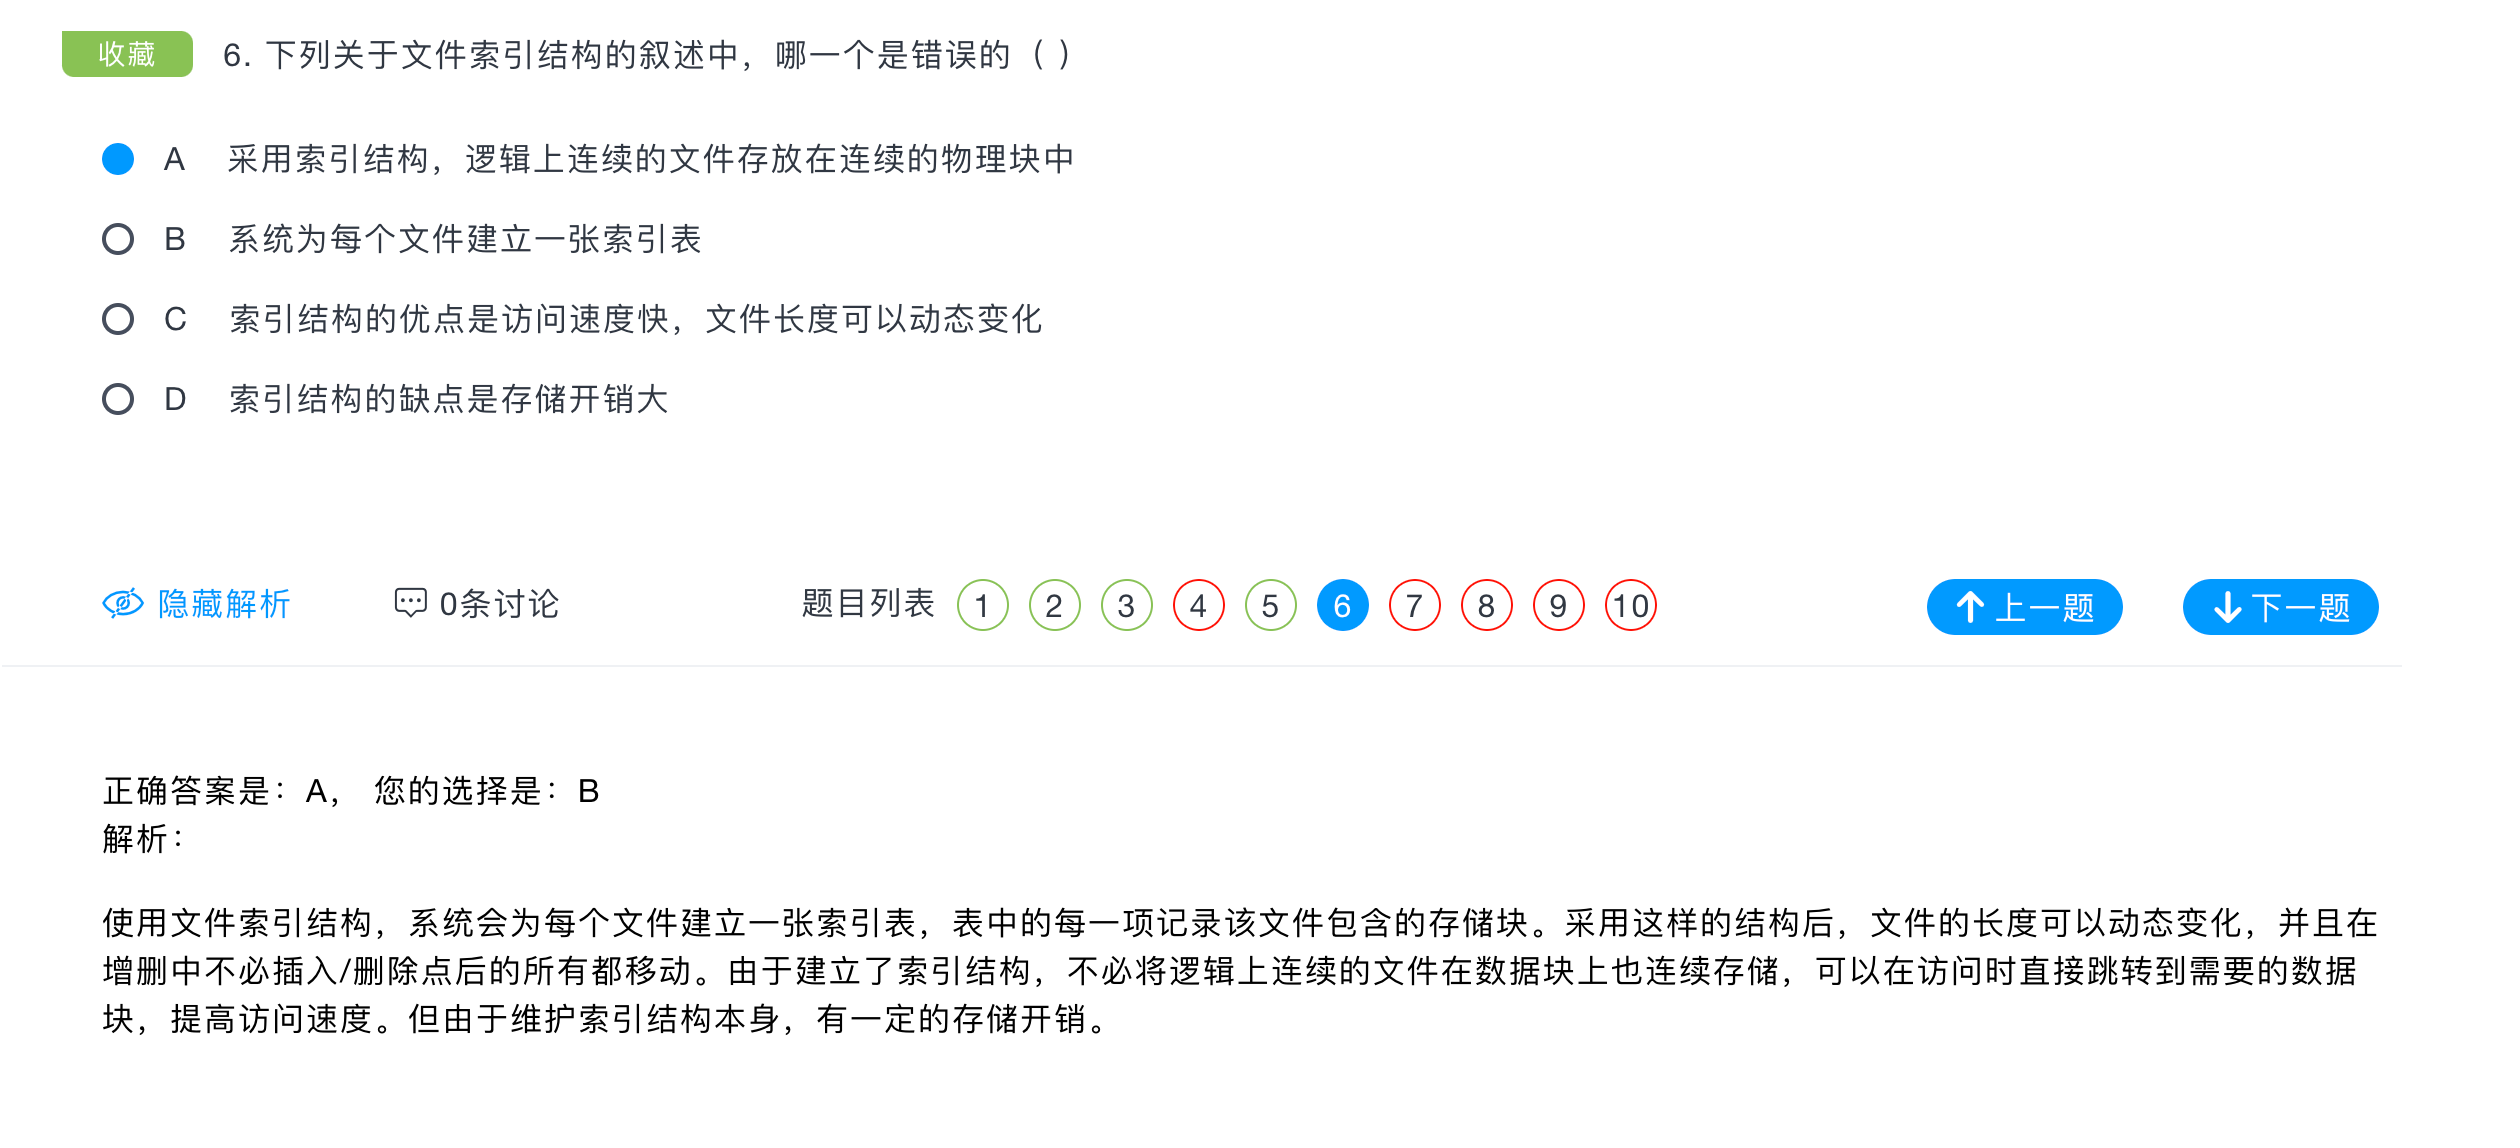 收藏 6. 下列关于文件索引结构的叙述中，哪一个是错误的（ ）
A 采用索引结构，逻辑上连续的文件存放在连续的物理块中
B 系统为每个文件建立一张索引表
C 索引结构的优点是访问速度快，文件长度可以动态变化
D 索引结构的缺点是存储开销大
隐藏解析 0条讨论 题目列表 1 2 3 4 5 6 7 8 9 10 上一题 下一题
正确答案是：A， 您的选择是：B
解析：
使用文件索引结构，系统会为每个文件建立一张索引表，表中的每一项记录该文件包含的存储块。采用这样的结构后，文件的长度可以动态变化，并且在
增删中不必插入/删除点后的所有都移动。由于建立了索引结构，不必将逻辑上连续的文件在数据块上也连续存储，可以在访问时直接跳转到需要的数据
块，提高访问速度。但由于维护索引结构本身，有一定的存储开销。